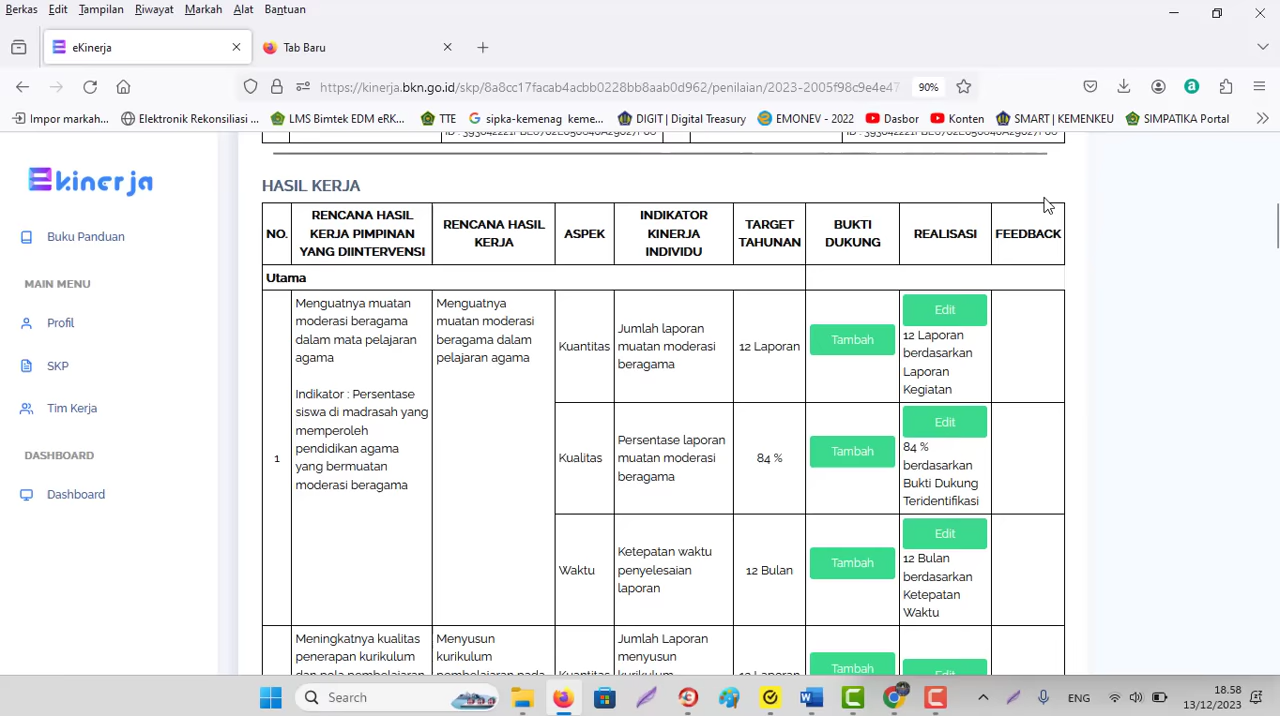 Berkas Edit Tampilan Riwayat Markah Alat Bantuan
eKinerja
Tab Baru
https://kinerja.bkn.go.id/skp/8a8cc17facab4acbb0228bb8aab0d962/penilaian/2023-2005f98c9e4e47
90%
Impor markah...
Elektronik Rekonsiliasi ...
LMS Bimtek EDM eRK...
TTE
sipka-kemenag keme...
DIGIT | Digital Treasury
EMONEV - 2022
Dasbor
Konten
SMART | KEMENKEU
SIMPATIKA Portal
Ekinerja
Buku Panduan
MAIN MENU
Profil
SKP
Tim Kerja
DASHBOARD
Dashboard
HASIL KERJA
NO.
RENCANA HASIL
KERJA PIMPINAN
YANG DIINTERVENSI
RENCANA HASIL
KERJA
ASPEK
INDIKATOR
KINERJA
INDIVIDU
TARGET
TAHUNAN
BUKTI
DUKUNG
REALISASI
FEEDBACK
Utama
1
Menguatnya muatan
moderasi beragama
dalam mata pelajaran
agama
Indikator : Persentase
siswa di madrasah yang
memperoleh
pendidikan agama
yang bermuatan
moderasi beragama
Menguatnya
muatan moderasi
beragama dalam
pelajaran agama
Kuantitas
Jumlah laporan
muatan moderasi
beragama
12 Laporan
Tambah
Edit
12 Laporan
berdasarkan
Laporan
Kegiatan
Kualitas
Persentase laporan
muatan moderasi
beragama
84 %
Tambah
Edit
84 %
berdasarkan
Bukti Dukung
Teridentifikasi
Waktu
Ketepatan waktu
penyelesaian
laporan
12 Bulan
Tambah
Edit
12 Bulan
berdasarkan
Ketepatan
Waktu
Meningkatnya kualitas
penerapan kurikulum
Menyusun
kurikulum
Kuantitas
Jumlah Laporan
menyusun
12 Laporan
Tambah
Edit
Search
ENG
18.58
13/12/2023